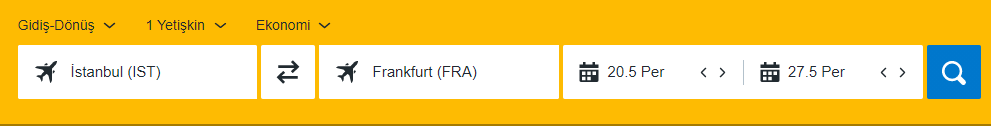 Gidiş-Dönüş 1 Yetişkin Ekonomi
İstanbul (IST) Frankfurt (FRA) 20.5 Per 27.5 Per